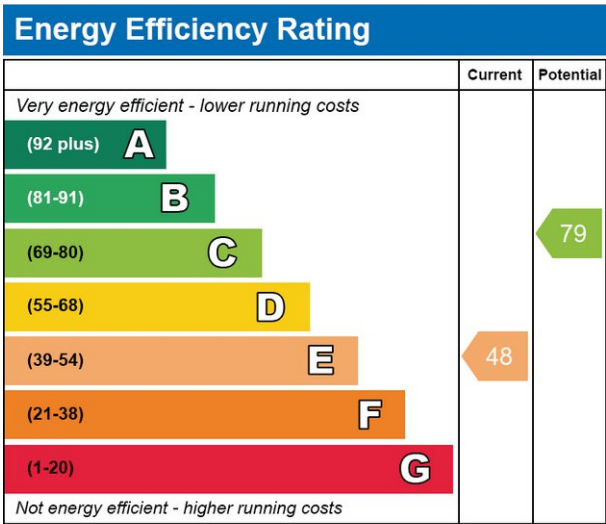 Energy Efficiency Rating
Current Potential
Very energy efficient - lower running costs
(92 plus) A
(81-91) B
(69-80) C
79
(55-68) D
(39-54) E
48
(21-38) F
(1-20) G
Not energy efficient - higher running costs